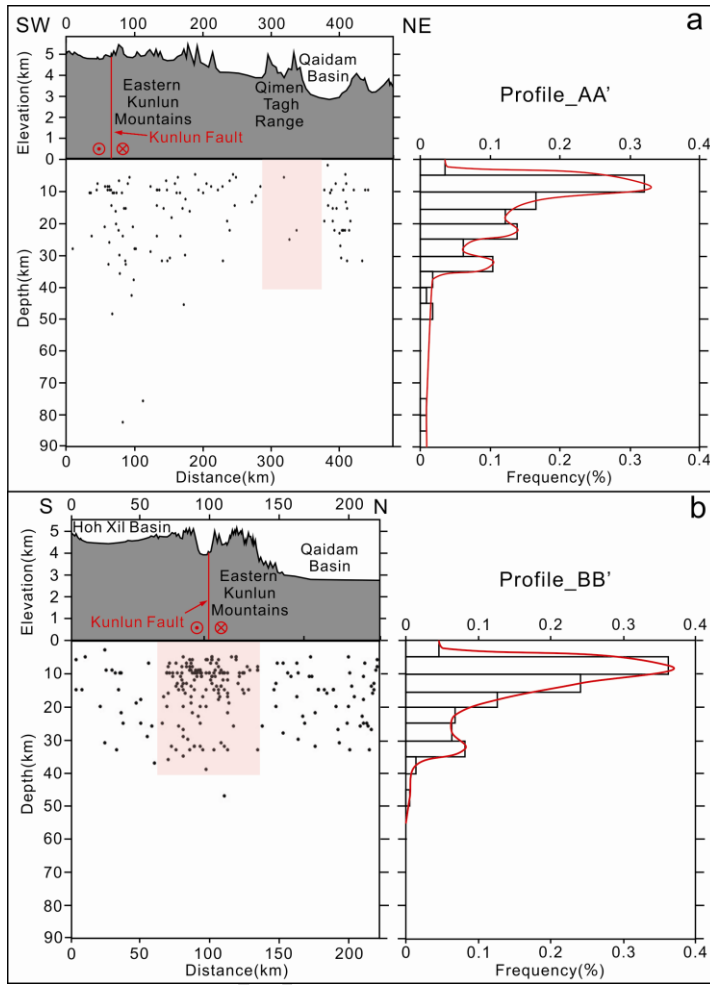 SW
NE
a
0 100 200 300 400
Elevation(km)
5
4
3
2
1
0
Eastern
Kunlun
Mountains
Kunlun Fault
Qimen
Tagh
Range
Qaidam
Basin
Profile_AA'
0 0.1 0.2 0.3 0.4
Depth(km)
10
20
30
40
50
60
70
80
90
0 100 200 300 400
Distance(km)
0 0.1 0.2 0.3 0.4
Frequency(%)
S
N
b
0 50 100 150 200
Elevation(km)
5
4
3
2
1
0
Hoh Xil Basin
Kunlun Fault
Eastern
Kunlun
Mountains
Qaidam
Basin
Profile_BB'
0 0.1 0.2 0.3 0.4
Depth(km)
10
20
30
40
50
60
70
80
90
0 50 100 150 200
Distance(km)
0 0.1 0.2 0.3 0.4
Frequency(%)